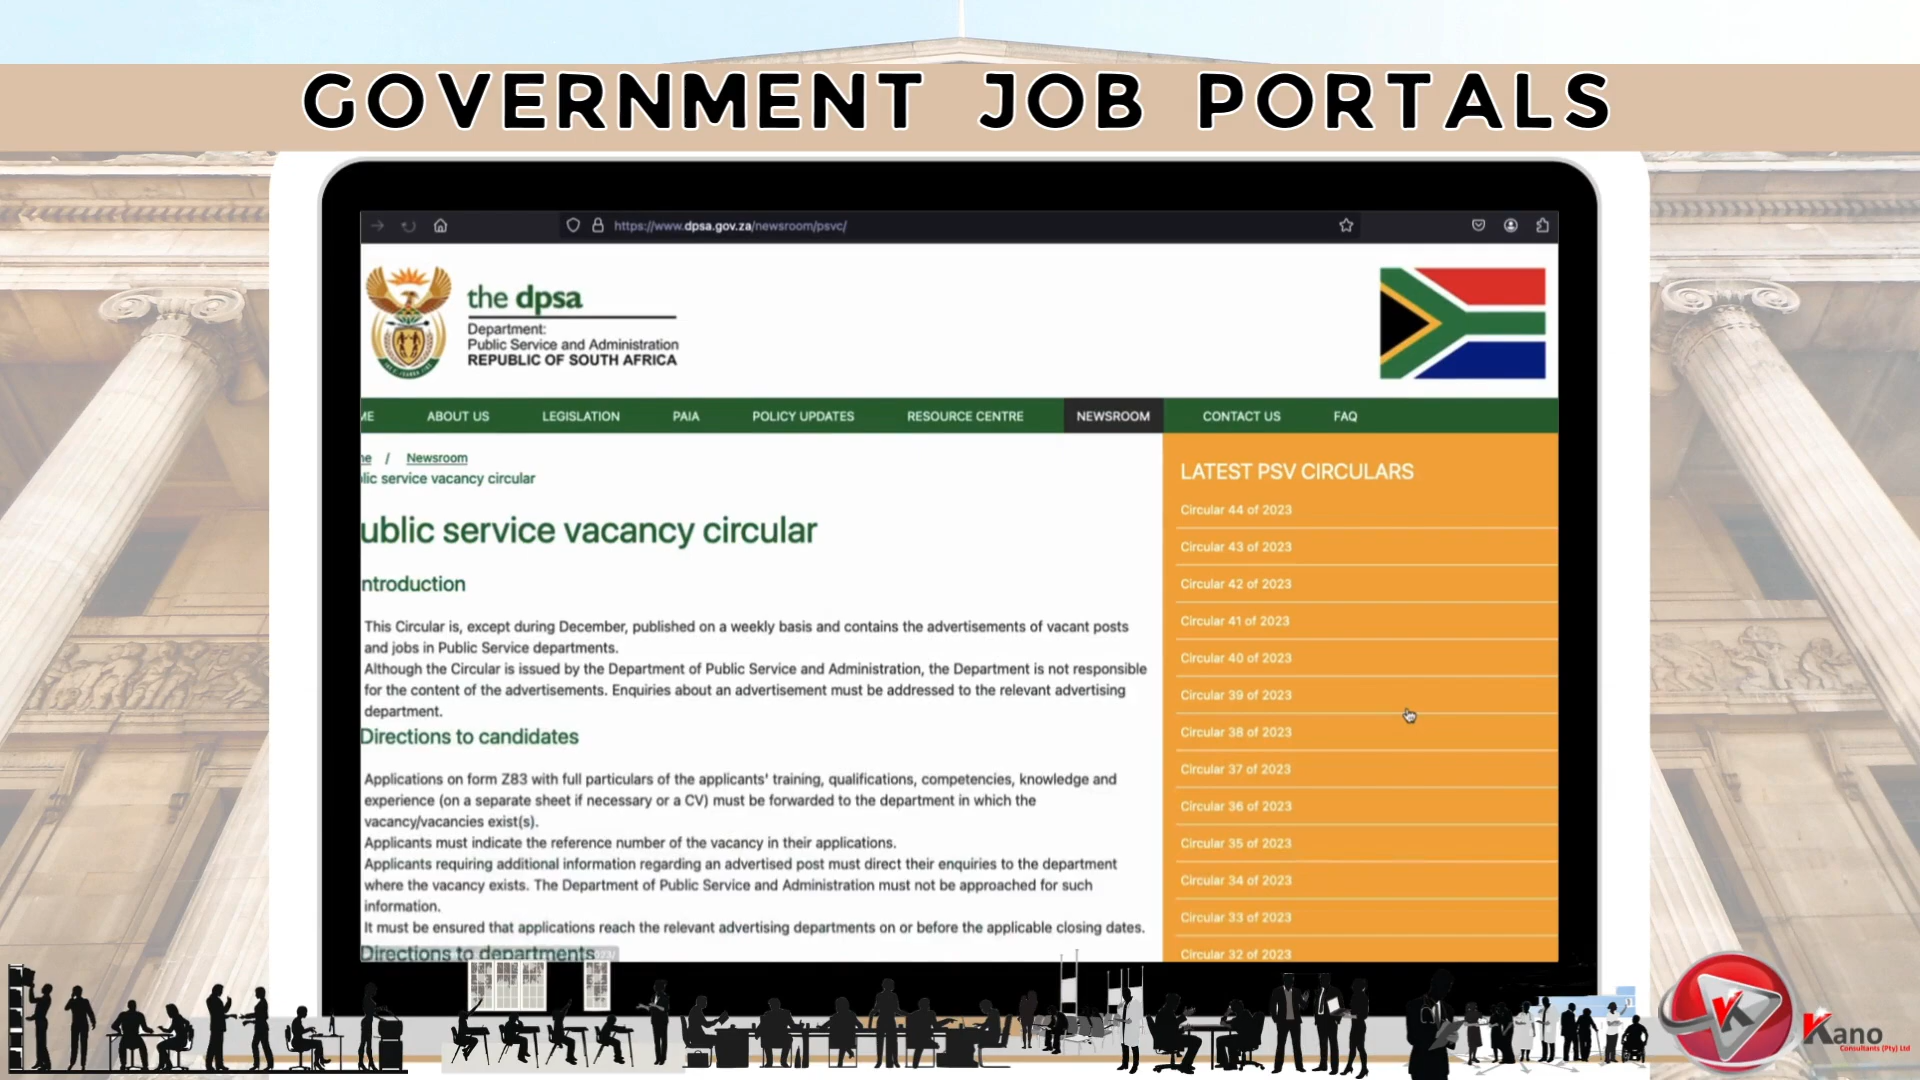 GOVERNMENT JOB PORTALS
https://www.dpsa.gov.za/newsroom/psvc/
the dpsa
Department:
Public Service and Administration
REPUBLIC OF SOUTH AFRICA
ME ABOUT US LEGISLATION PAIA POLICY UPDATES RESOURCE CENTRE NEWSROOM CONTACT US FAQ
ne / Newsroom
lic service vacancy circular
ublic service vacancy circular
ntroduction
This Circular is, except during December, published on a weekly basis and contains the advertisements of vacant posts
and jobs in Public Service departments.
Although the Circular is issued by the Department of Public Service and Administration, the Department is not responsible
for the content of the advertisements. Enquiries about an advertisement must be addressed to the relevant advertising
department.
Directions to candidates
Applications on form Z83 with full particulars of the applicants' training, qualifications, competencies, knowledge and
experience (on a separate sheet if necessary or a CV) must be forwarded to the department in which the
vacancy/vacancies exist(s).
Applicants must indicate the reference number of the vacancy in their applications.
Applicants requiring additional information regarding an advertised post must direct their enquiries to the department
where the vacancy exists. The Department of Public Service and Administration must not be approached for such
information.
It must be ensured that applications reach the relevant advertising departments on or before the applicable closing dates.
Directions to departments
LATEST PSV CIRCULARS
Circular 44 of 2023
Circular 43 of 2023
Circular 42 of 2023
Circular 41 of 2023
Circular 40 of 2023
Circular 39 of 2023
Circular 38 of 2023
Circular 37 of 2023
Circular 36 of 2023
Circular 35 of 2023
Circular 34 of 2023
Circular 33 of 2023
Circular 32 of 2023
K
Kano
Consultants (Pty) Ltd